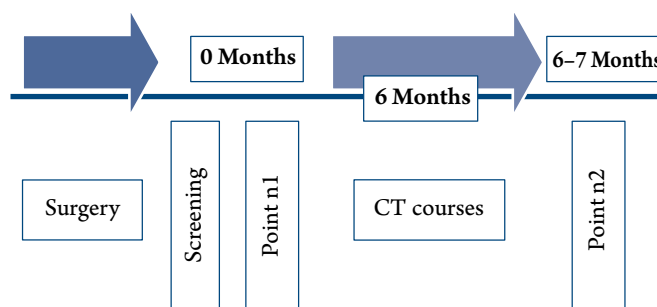 0 Months
6–7 Months
6 Months
Surgery
Screening
Point n1
CT courses
Point n2